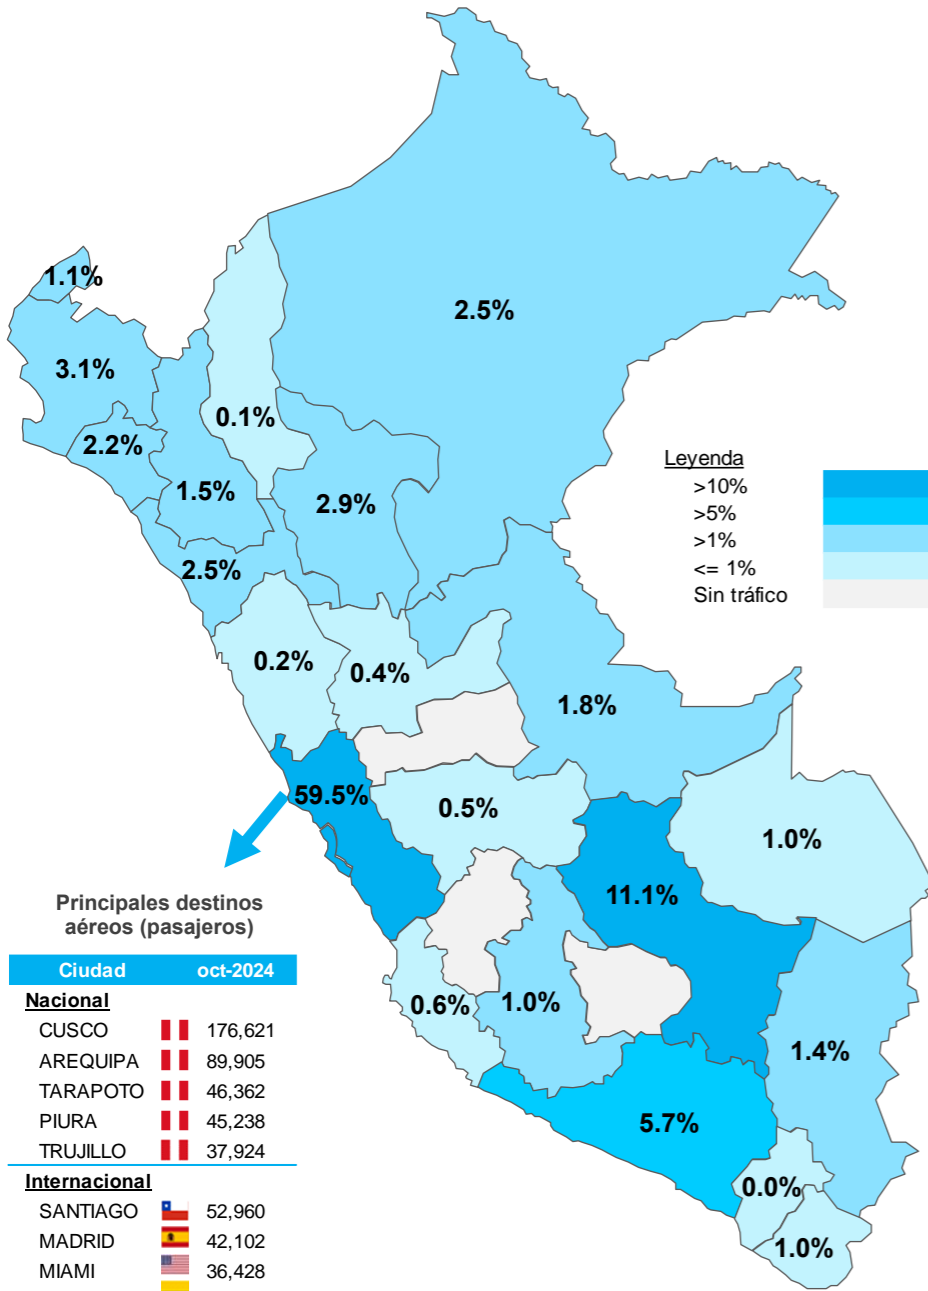 1.1%
2.5%
3.1%
0.1%
2.2%
1.5%
2.9%
2.5%
Leyenda
>10%
>5%
>1%
<= 1%
Sin tráfico
0.2%
0.4%
1.8%
59.5%
0.5%
1.0%
11.1%
0.6%
1.0%
1.4%
5.7%
0.0%
1.0%
Principales destinos
aéreos (pasajeros)
Ciudad oct-2024
Nacional
CUSCO 176,621
AREQUIPA 89,905
TARAPOTO 46,362
PIURA 45,238
TRUJILLO 37,924
Internacional
SANTIAGO 52,960
MADRID 42,102
MIAMI 36,428